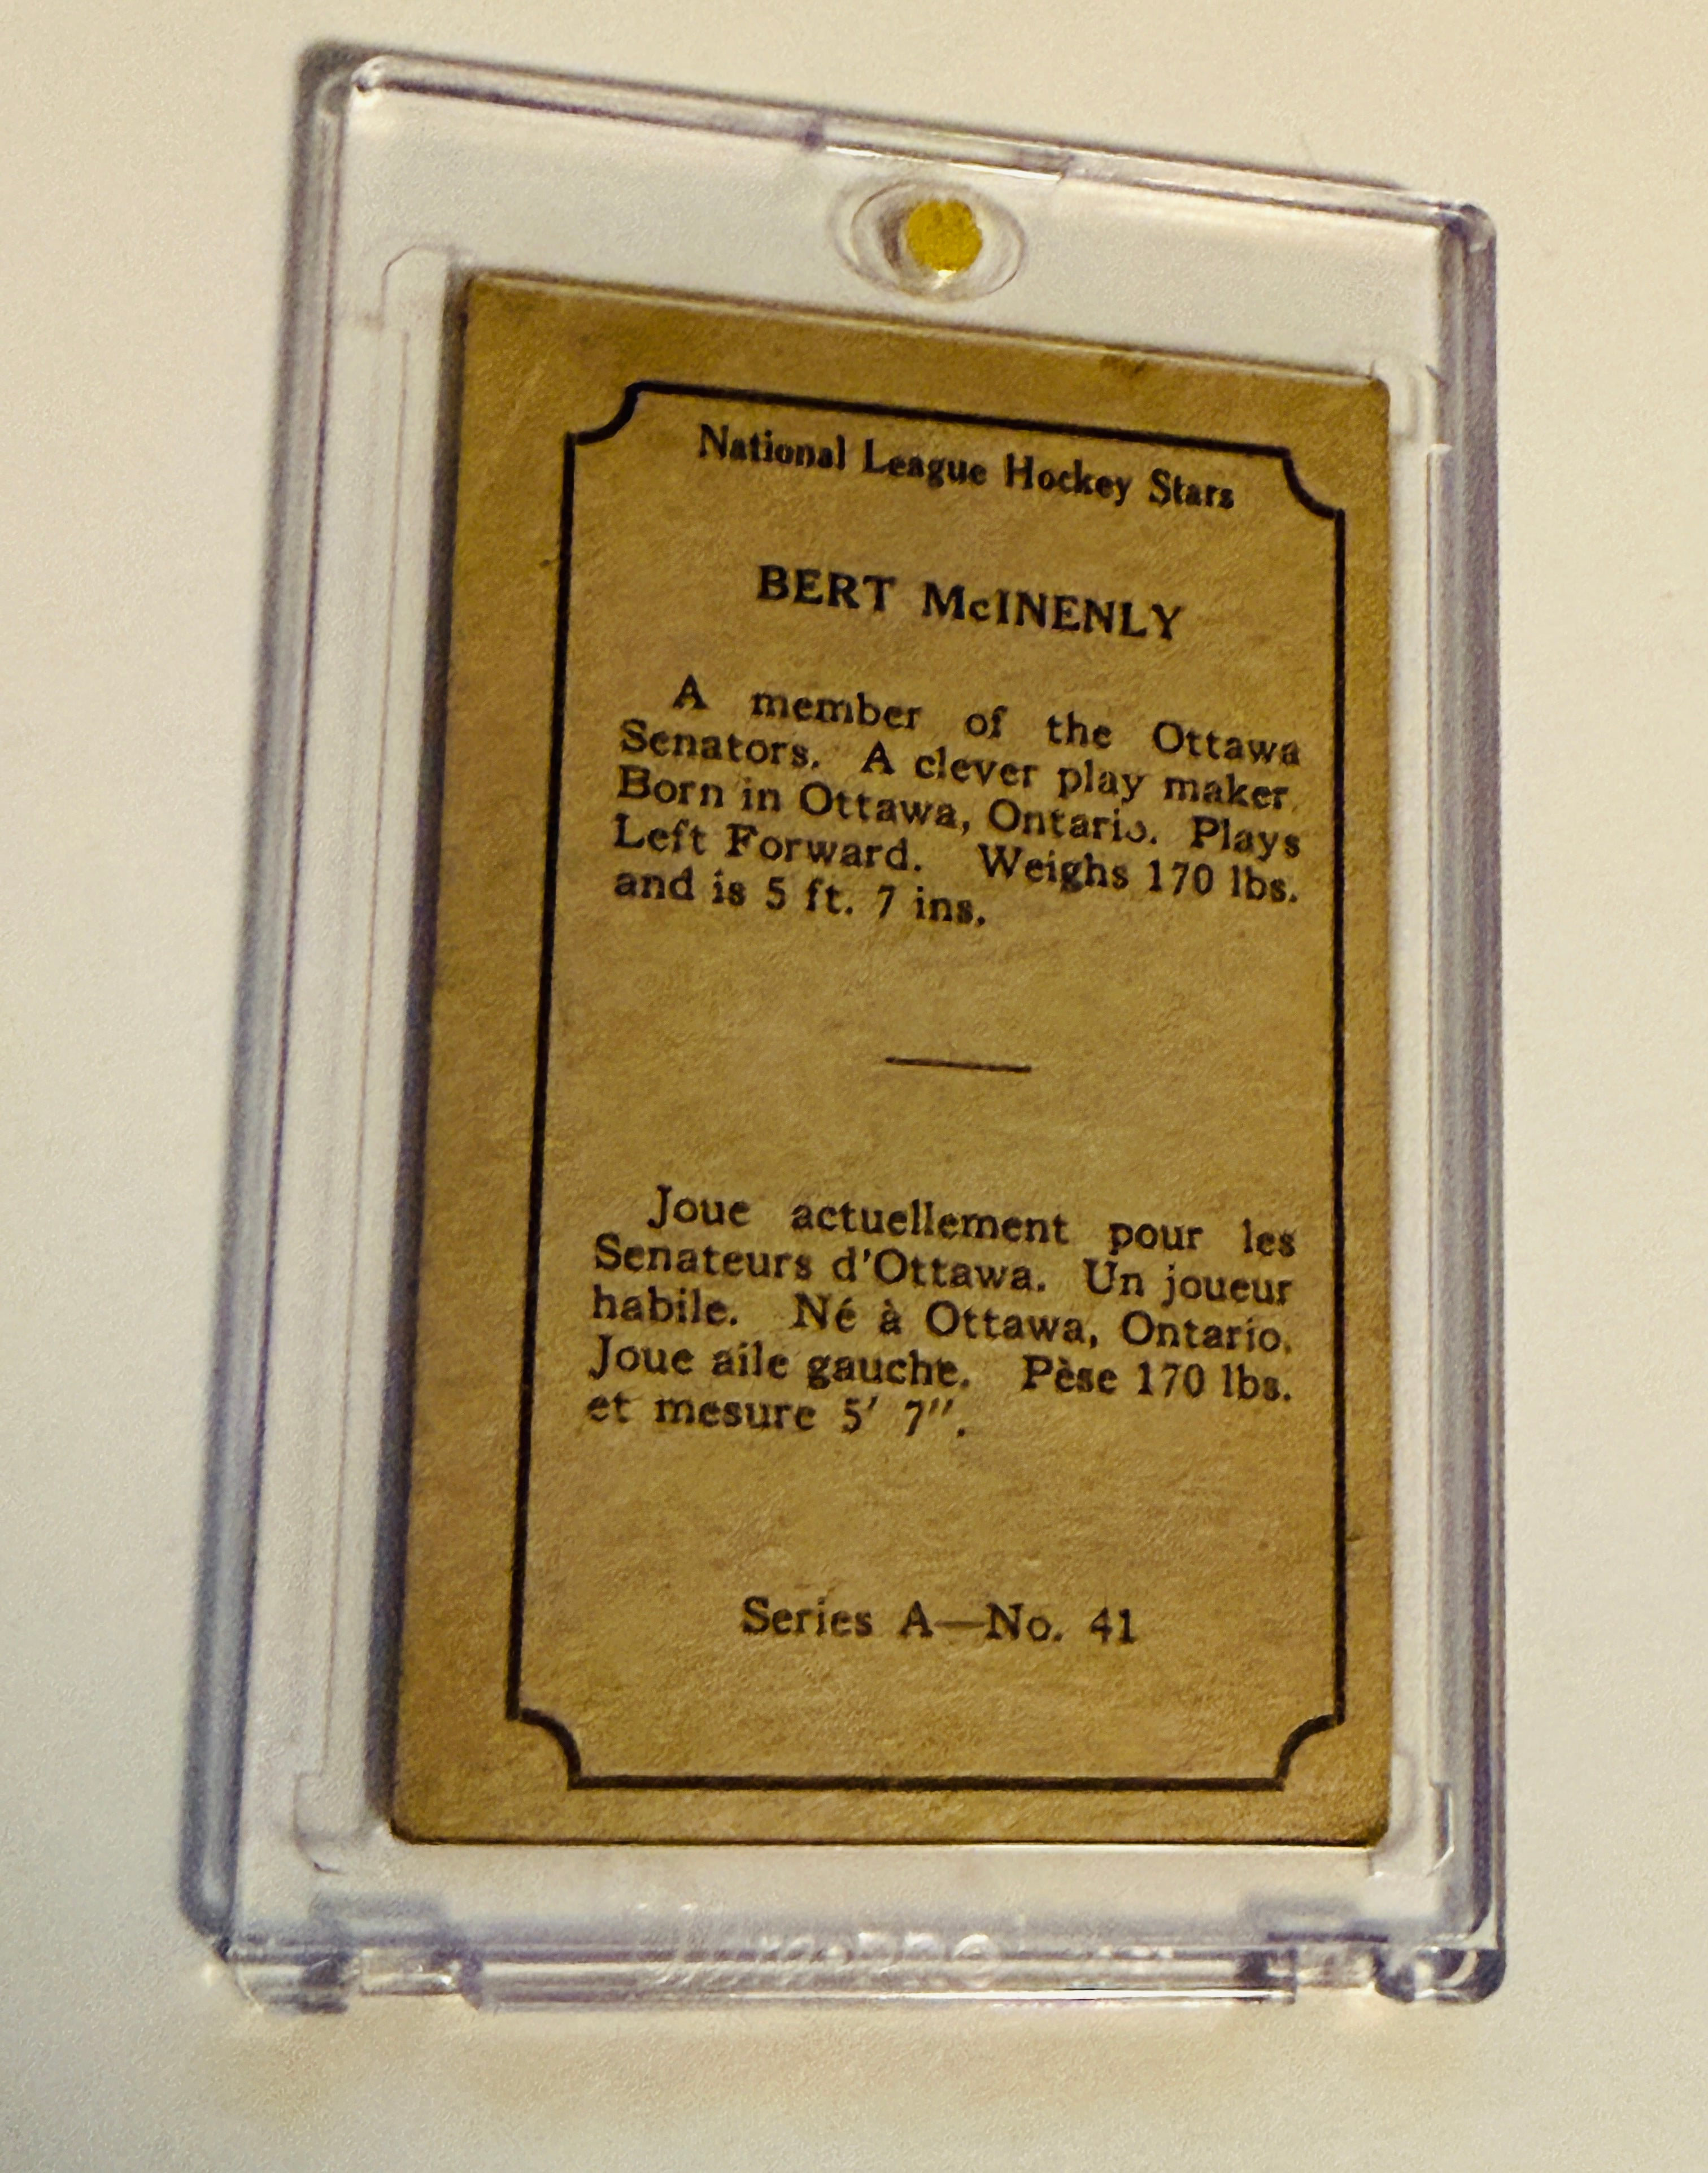 National League Hockey Stars
BERT McINENLY
A member of the Ottawa
Senators. A clever play maker.
Born in Ottawa, Ontario. Plays
Left Forward. Weighs 170 lbs.
and is 5 ft. 7 ins.
Joue actuellement pour les
Senateurs d'Ottawa. Un joueur
habile. Né à Ottawa, Ontario.
Joue aile gauche. Pèse 170 lbs.
et mesure 5' 7".
Series A—No. 41